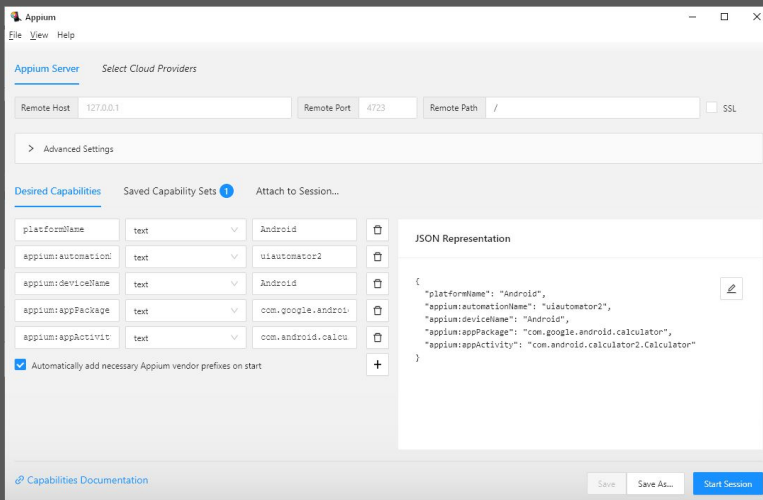 Appium
File View Help
Appium Server Select Cloud Providers
Remote Host 127.0.0.1 Remote Port 4723 Remote Path / SSL
Advanced Settings
Desired Capabilities Saved Capability Sets 1 Attach to Session...
platformName text Android
appium:automation text uiautomator2
appium:deviceName text Android
appium:appPackage text com.google.androi
appium:appActivit text com.android.calcu
Automatically add necessary Appium vendor prefixes on start
JSON Representation
{
"platformName": "Android",
"appium:automationName": "uiautomator2",
"appium:deviceName": "Android",
"appium:appPackage": "com.google.android.calculator",
"appium:appActivity": "com.android.calculator2.Calculator"
}
Capabilities Documentation
Save Save As... Start Session